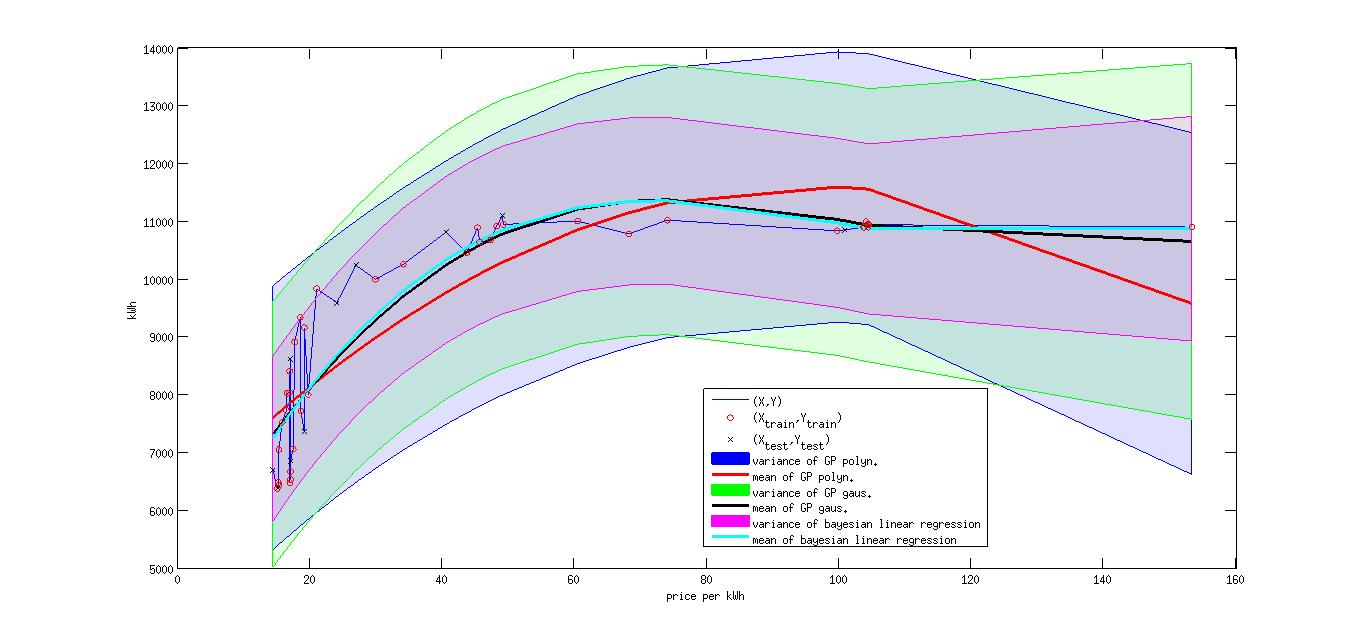 14000
13000
12000
11000
10000
9000
8000
7000
6000
5000
kWh
0 20 40 60 80 100 120 140 160
price per kWh
(X,Y)
(X_train,Y_train)
(X_test,Y_test)
variance of GP polyn.
mean of GP polyn.
variance of GP gaus.
mean of GP gaus.
variance of bayesian linear regression
mean of bayesian linear regression